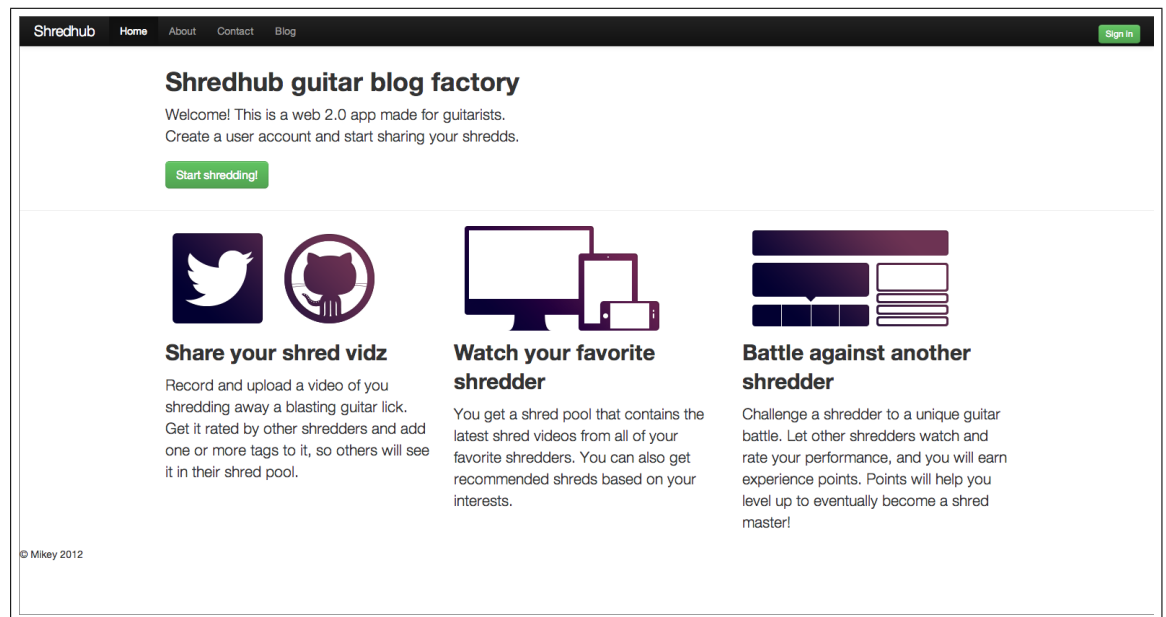 Shredhub Home About Contact Blog Sign in
Shredhub guitar blog factory
Welcome! This is a web 2.0 app made for guitarists.
Create a user account and start sharing your shredds.
Start shredding!
Share your shred vidz
Record and upload a video of you
shredding away a blasting guitar lick.
Get it rated by other shredders and add
one or more tags to it, so others will see
it in their shred pool.
Watch your favorite
shredder
You get a shred pool that contains the
latest shred videos from all of your
favorite shredders. You can also get
recommended shreds based on your
interests.
Battle against another
shredder
Challenge a shredder to a unique guitar
battle. Let other shredders watch and
rate your performance, and you will earn
experience points. Points will help you
level up to eventually become a shred
master!
© Mikey 2012